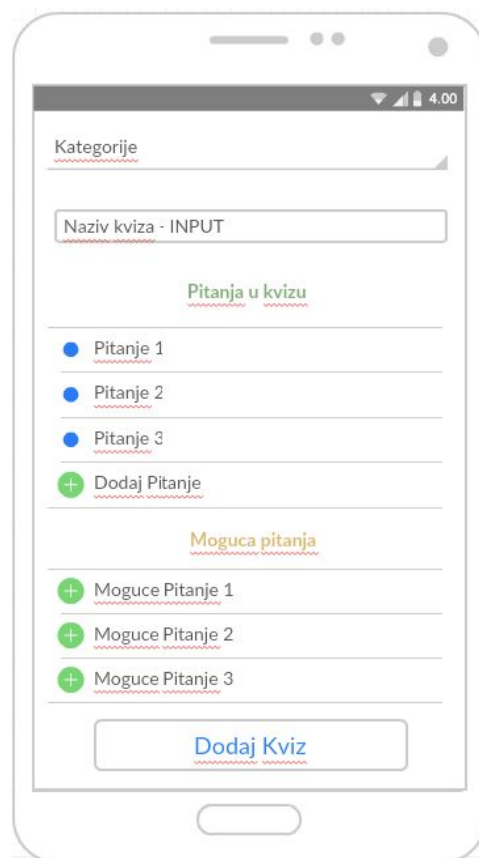 4.00
Kategorije
Naziv kviza - INPUT
Pitanja u kvizu
Pitanje 1
Pitanje 2
Pitanje 3
Dodaj Pitanje
Moguca pitanja
Moguce Pitanje 1
Moguce Pitanje 2
Moguce Pitanje 3
Dodaj Kviz